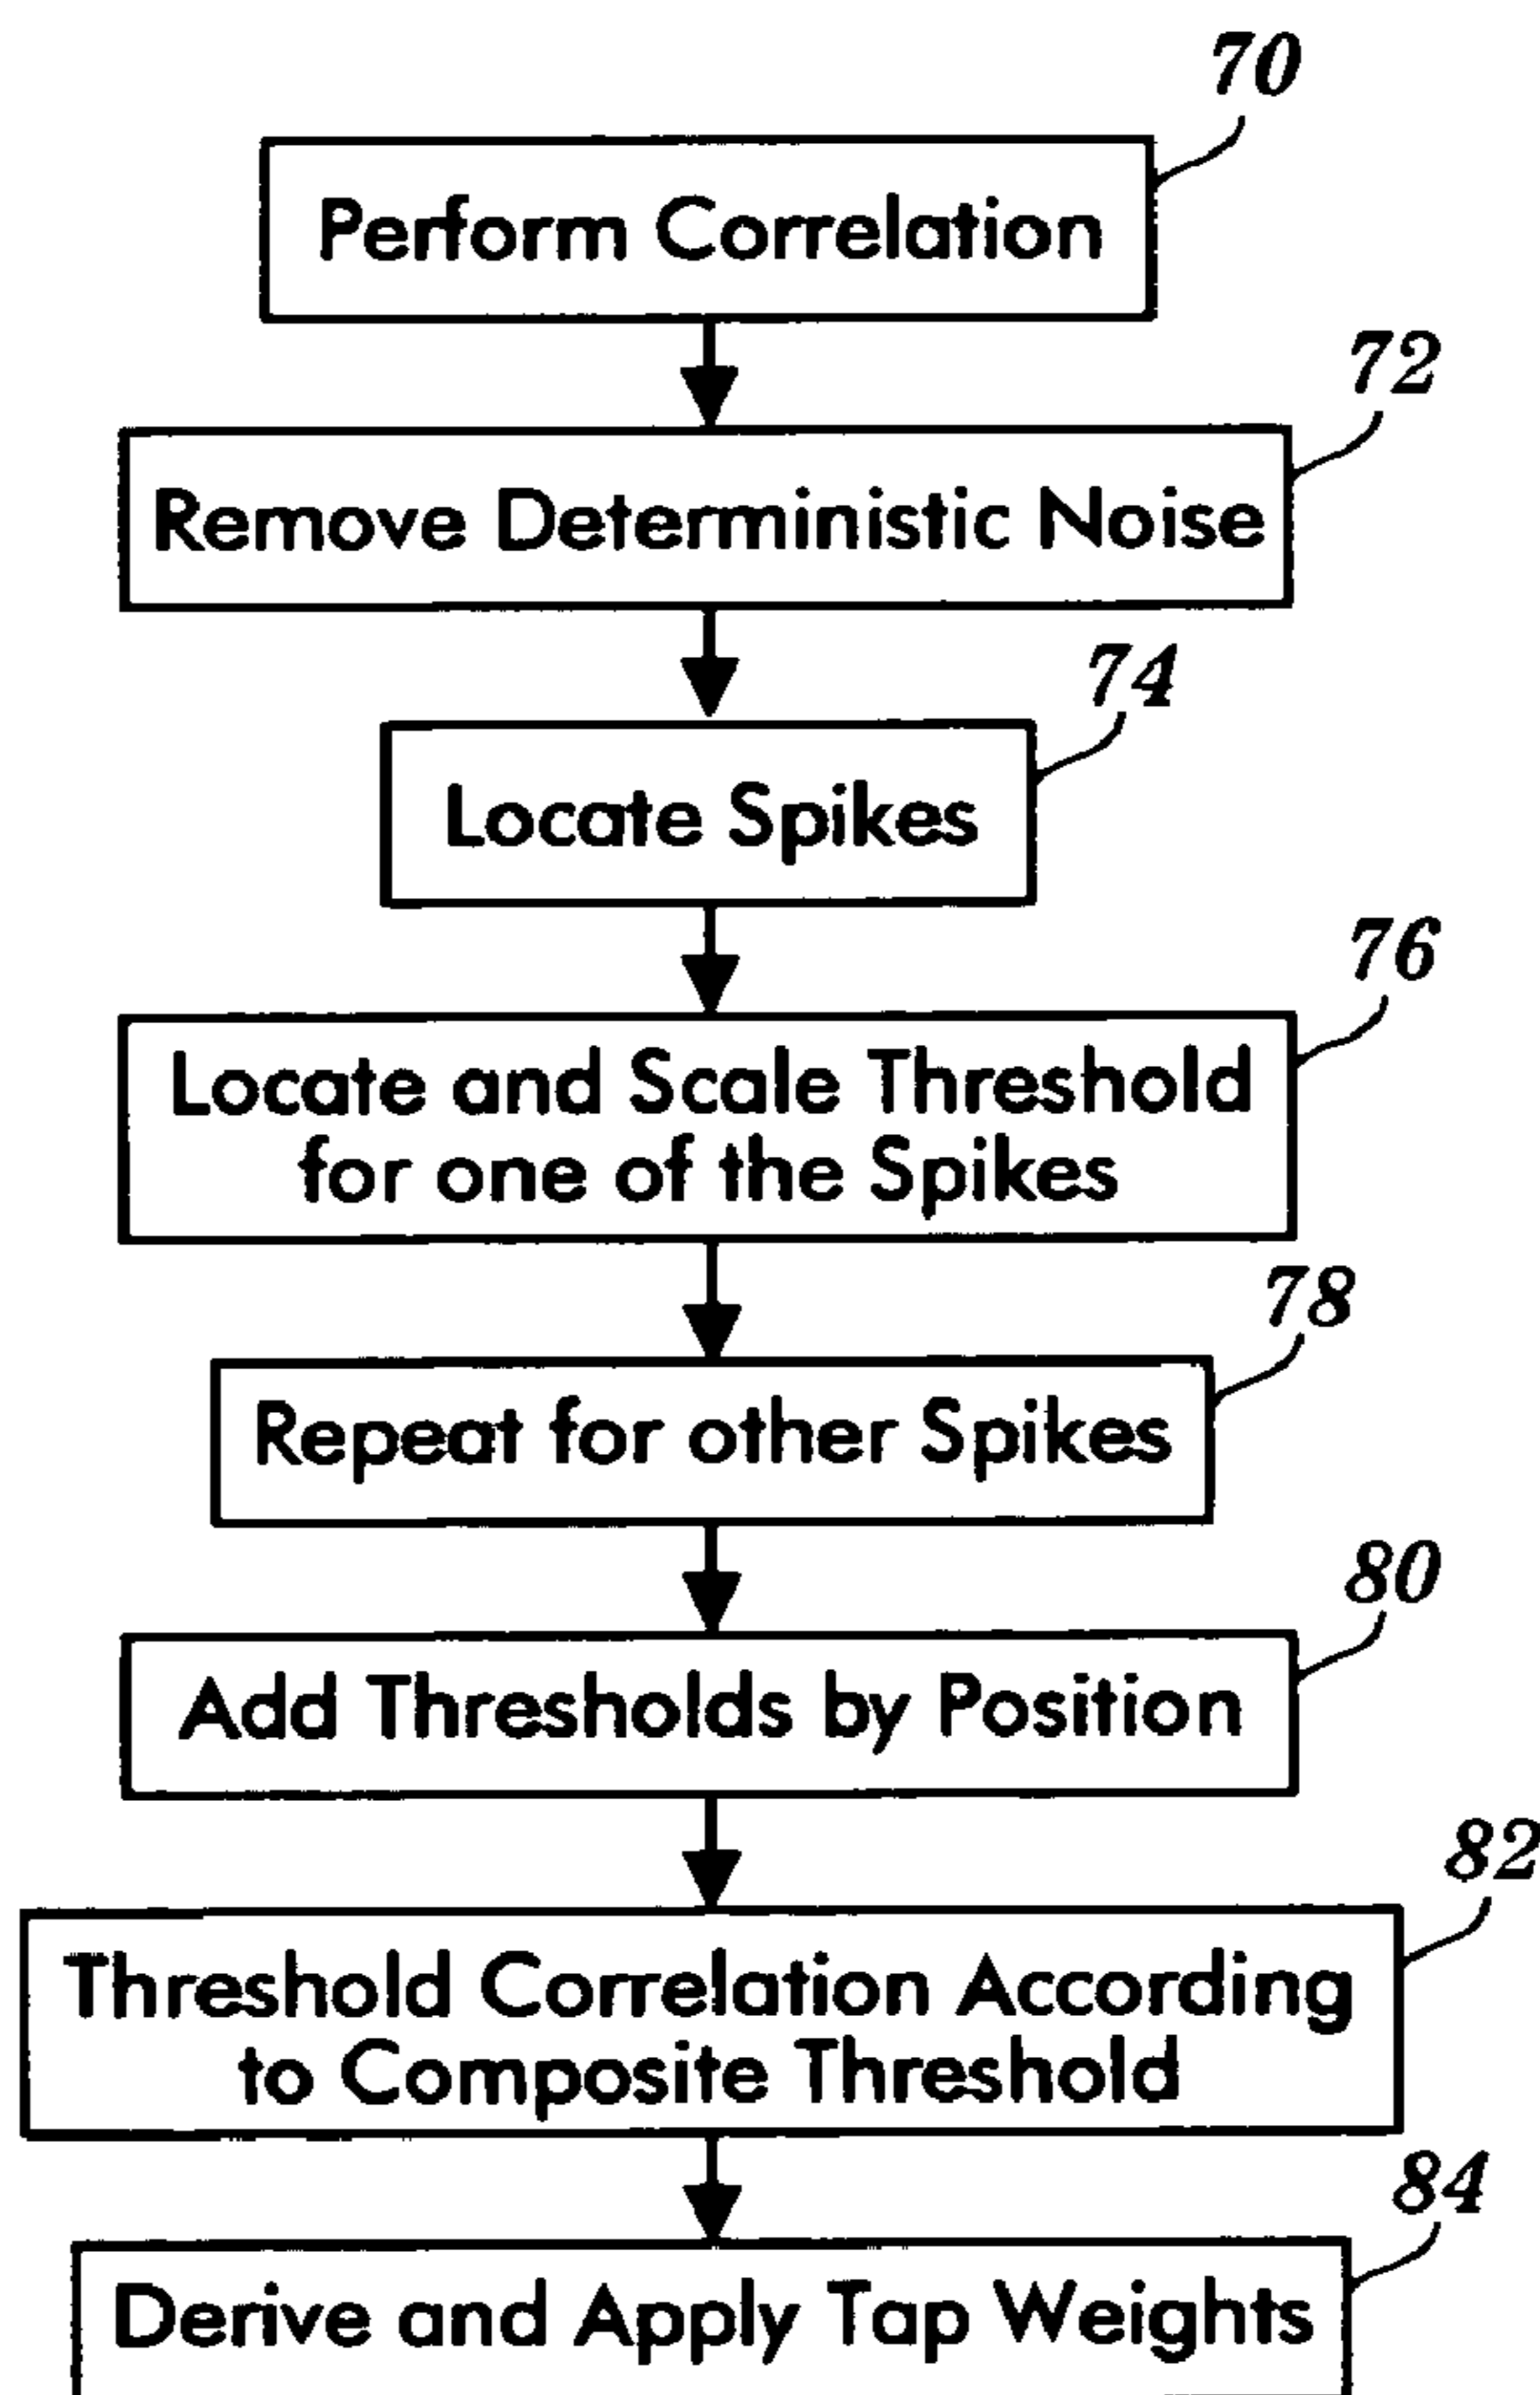 70
Perform Correlation
72
Remove Deterministic Noise
74
Locate Spikes
76
Locate and Scale Threshold
for one of the Spikes
78
Repeat for other Spikes
80
Add Thresholds by Position
82
Threshold Correlation According
to Composite Threshold
84
Derive and Apply Tap Weights